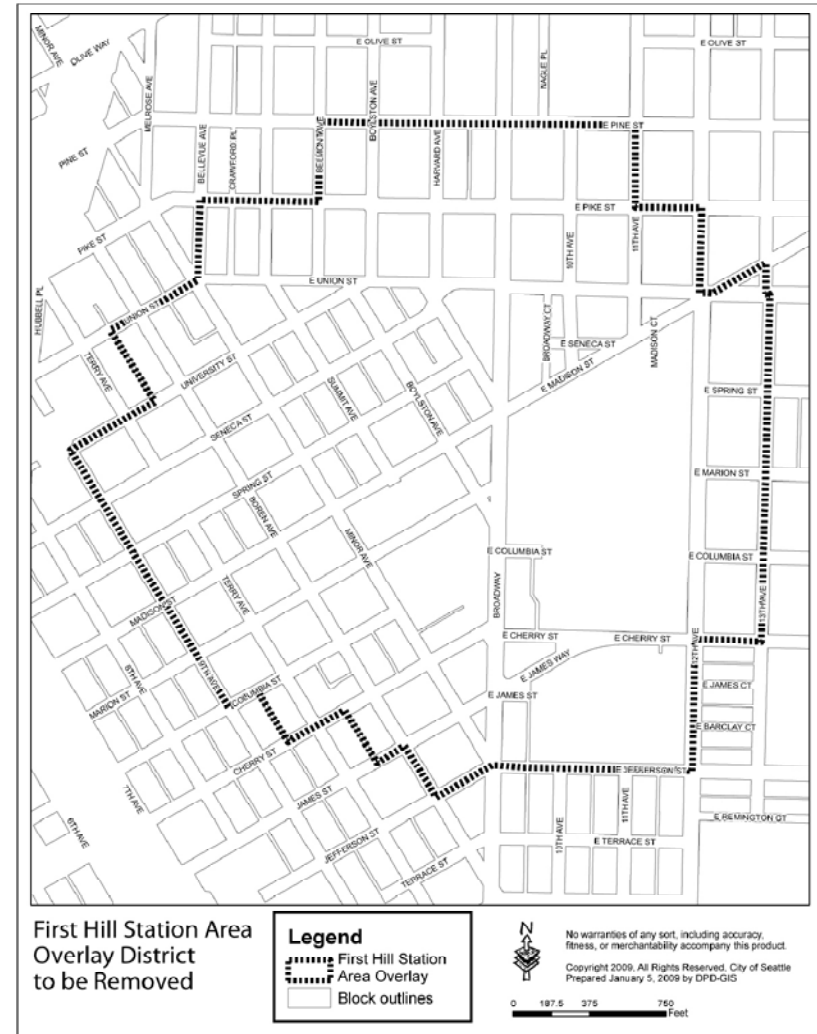 MINOR AVE
OLIVE WAY
MELROSE AVE
E OLIVE ST
BOYLSTON AVE
NAGLE PL
E OLIVE ST
PINE ST
BELLEVUE AVE
CRAWFORD PL
BELMONT AVE
HARVARD AVE
E PINE ST
PIKE ST
E PIKE ST
10TH AVE
11TH AVE
HUBBELL PL
UNION ST
E UNION ST
TERRY AVE
UNIVERSITY ST
SENECA ST
SUMMIT AVE
BOYLSTON AVE
BROADWAY CT
E SENECA ST
E MADISON ST
MADISON CT
E SPRING ST
SPRING ST
BOREN AVE
MINOR AVE
E MARION ST
TERRY AVE
E COLUMBIA ST
E COLUMBIA ST
MADISON ST
BROADWAY
13TH AVE
MARION ST
8TH AVE
9TH AVE
COLUMBIA ST
E CHERRY ST
E CHERRY ST
12TH AVE
E JAMES WAY
E JAMES ST
E JAMES CT
E BARCLAY CT
CHERRY ST
7TH AVE
JAMES ST
E JEFFERSON ST
6TH AVE
JEFFERSON ST
TERRACE ST
10TH AVE
11TH AVE
E TERRACE ST
E REMINGTON CT
First Hill Station Area
Overlay District
to be Removed
Legend
First Hill Station
Area Overlay
Block outlines
N
No warranties of any sort, including accuracy,
fitness, or merchantability accompany this product.
Copyright 2009, All Rights Reserved, City of Seattle
Prepared January 5, 2009 by DPD-GIS
0 187.5 375 750
Feet